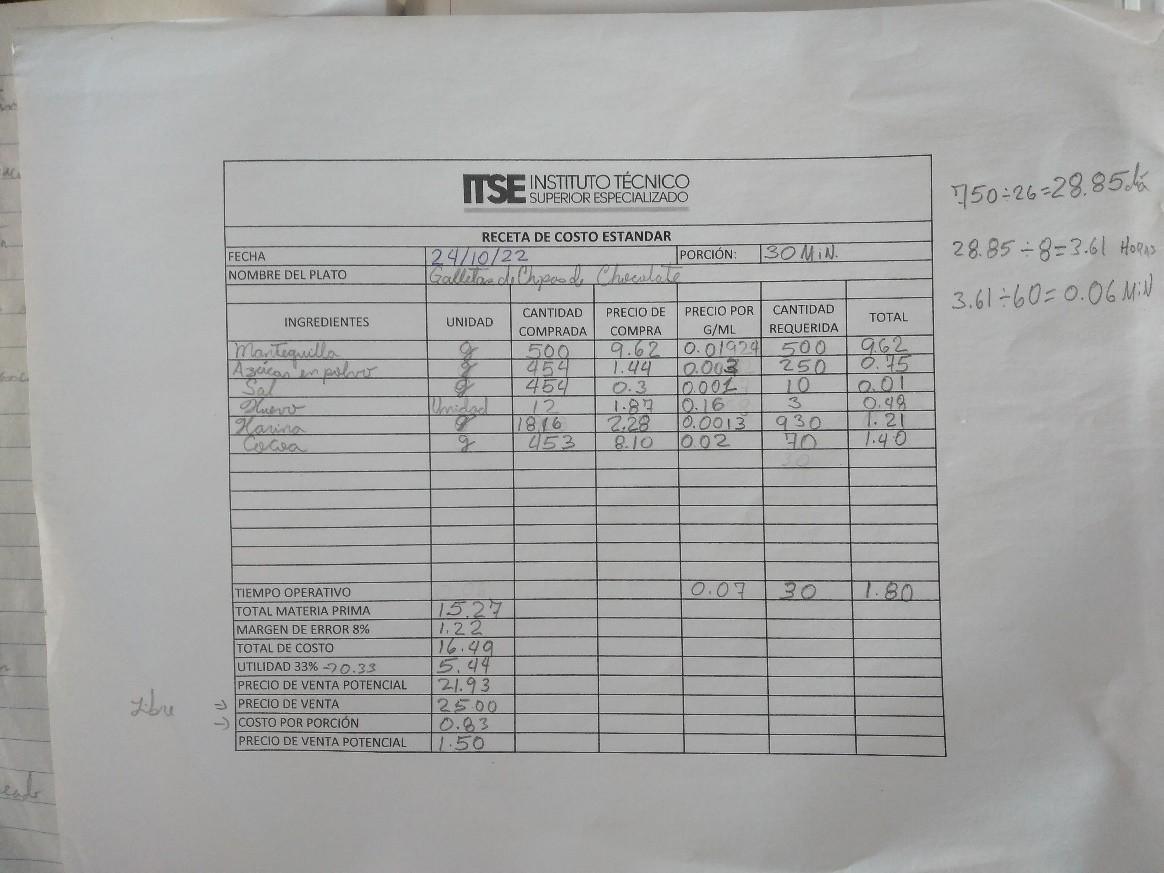 ITSE INSTITUTO TÉCNICO
SUPERIOR ESPECIALIZADO
RECETA DE COSTO ESTANDAR
FECHA 24/10/22 PORCIÓN: 30 MiN.
NOMBRE DEL PLATO Galletas de Chipas de Chocolate
INGREDIENTES UNIDAD CANTIDAD COMPRADA PRECIO DE COMPRA PRECIO POR G/ML CANTIDAD REQUERIDA TOTAL
Mantequilla g 500 9.62 0.01924 500 9.62
Azúcar en polvo g 454 1.44 0.003 250 0.75
Sal g 454 0.3 0.001 10 0.01
Huevo Unidad 12 1.87 0.16 3 0.48
Harina g 1816 2.28 0.0013 930 1.21
Cocoa g 453 8.10 0.02 70 1.40
30
TIEMPO OPERATIVO 0.07 30 1.80
TOTAL MATERIA PRIMA 15.27
MARGEN DE ERROR 8% 1.22
TOTAL DE COSTO 16.49
UTILIDAD 33% →0.33 5.44
PRECIO DE VENTA POTENCIAL 21.93
Libre ⇒ PRECIO DE VENTA 25.00
→ COSTO POR PORCIÓN 0.83
PRECIO DE VENTA POTENCIAL 1.50
750÷26=28.85 día
28.85÷8=3.61 HORAS
3.61÷60=0.06 MiN